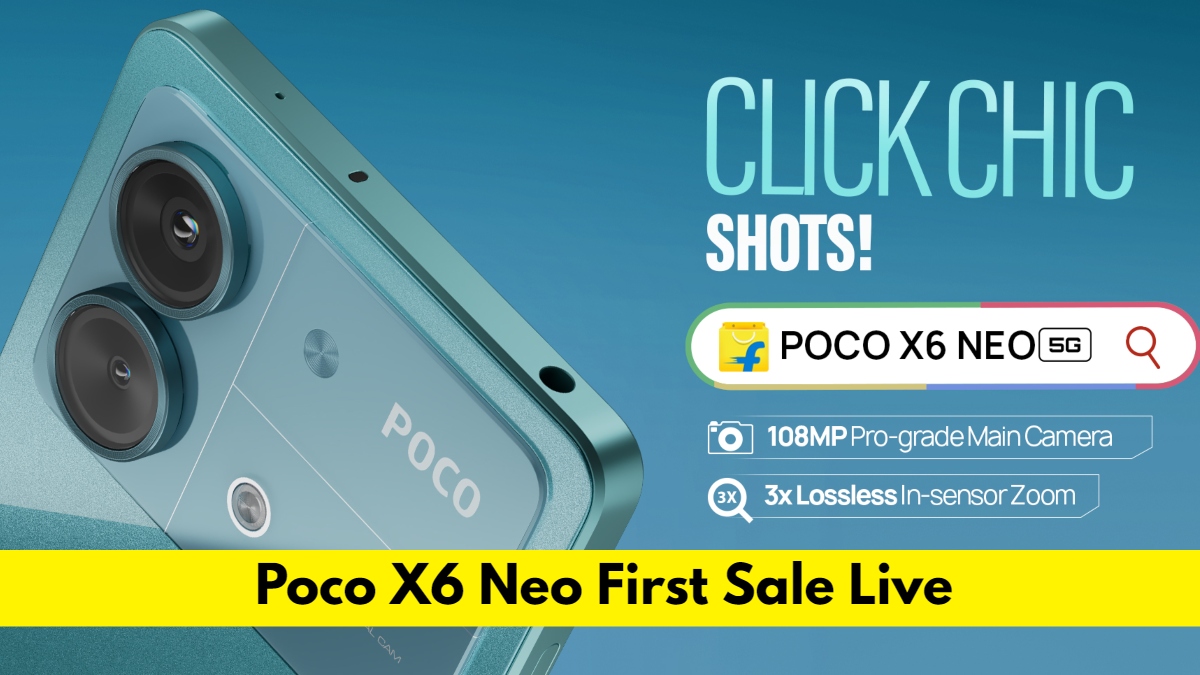 CLICK CHIC
SHOTS!
POCO X6 NEO 5G
108MP Pro-grade Main Camera
3X
3x Lossless In-sensor Zoom
POCO
Poco X6 Neo First Sale Live
CAM